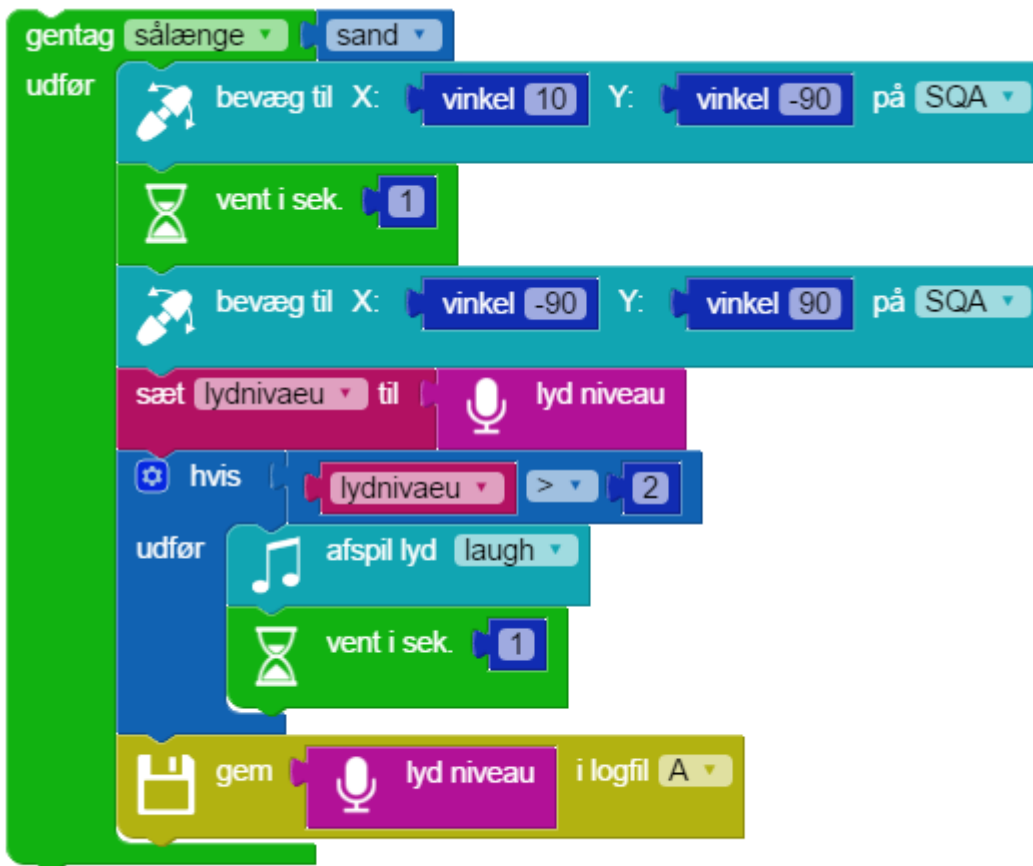 gentag sålænge sand
udfør
bevæg til X: vinkel 10 Y: vinkel -90 på SQA
vent i sek. 1
bevæg til X: vinkel -90 Y: vinkel 90 på SQA
sæt lydnivaeu til lyd niveau
hvis lydnivaeu > 2
udfør afspil lyd laugh
vent i sek. 1
gem lyd niveau i logfil A